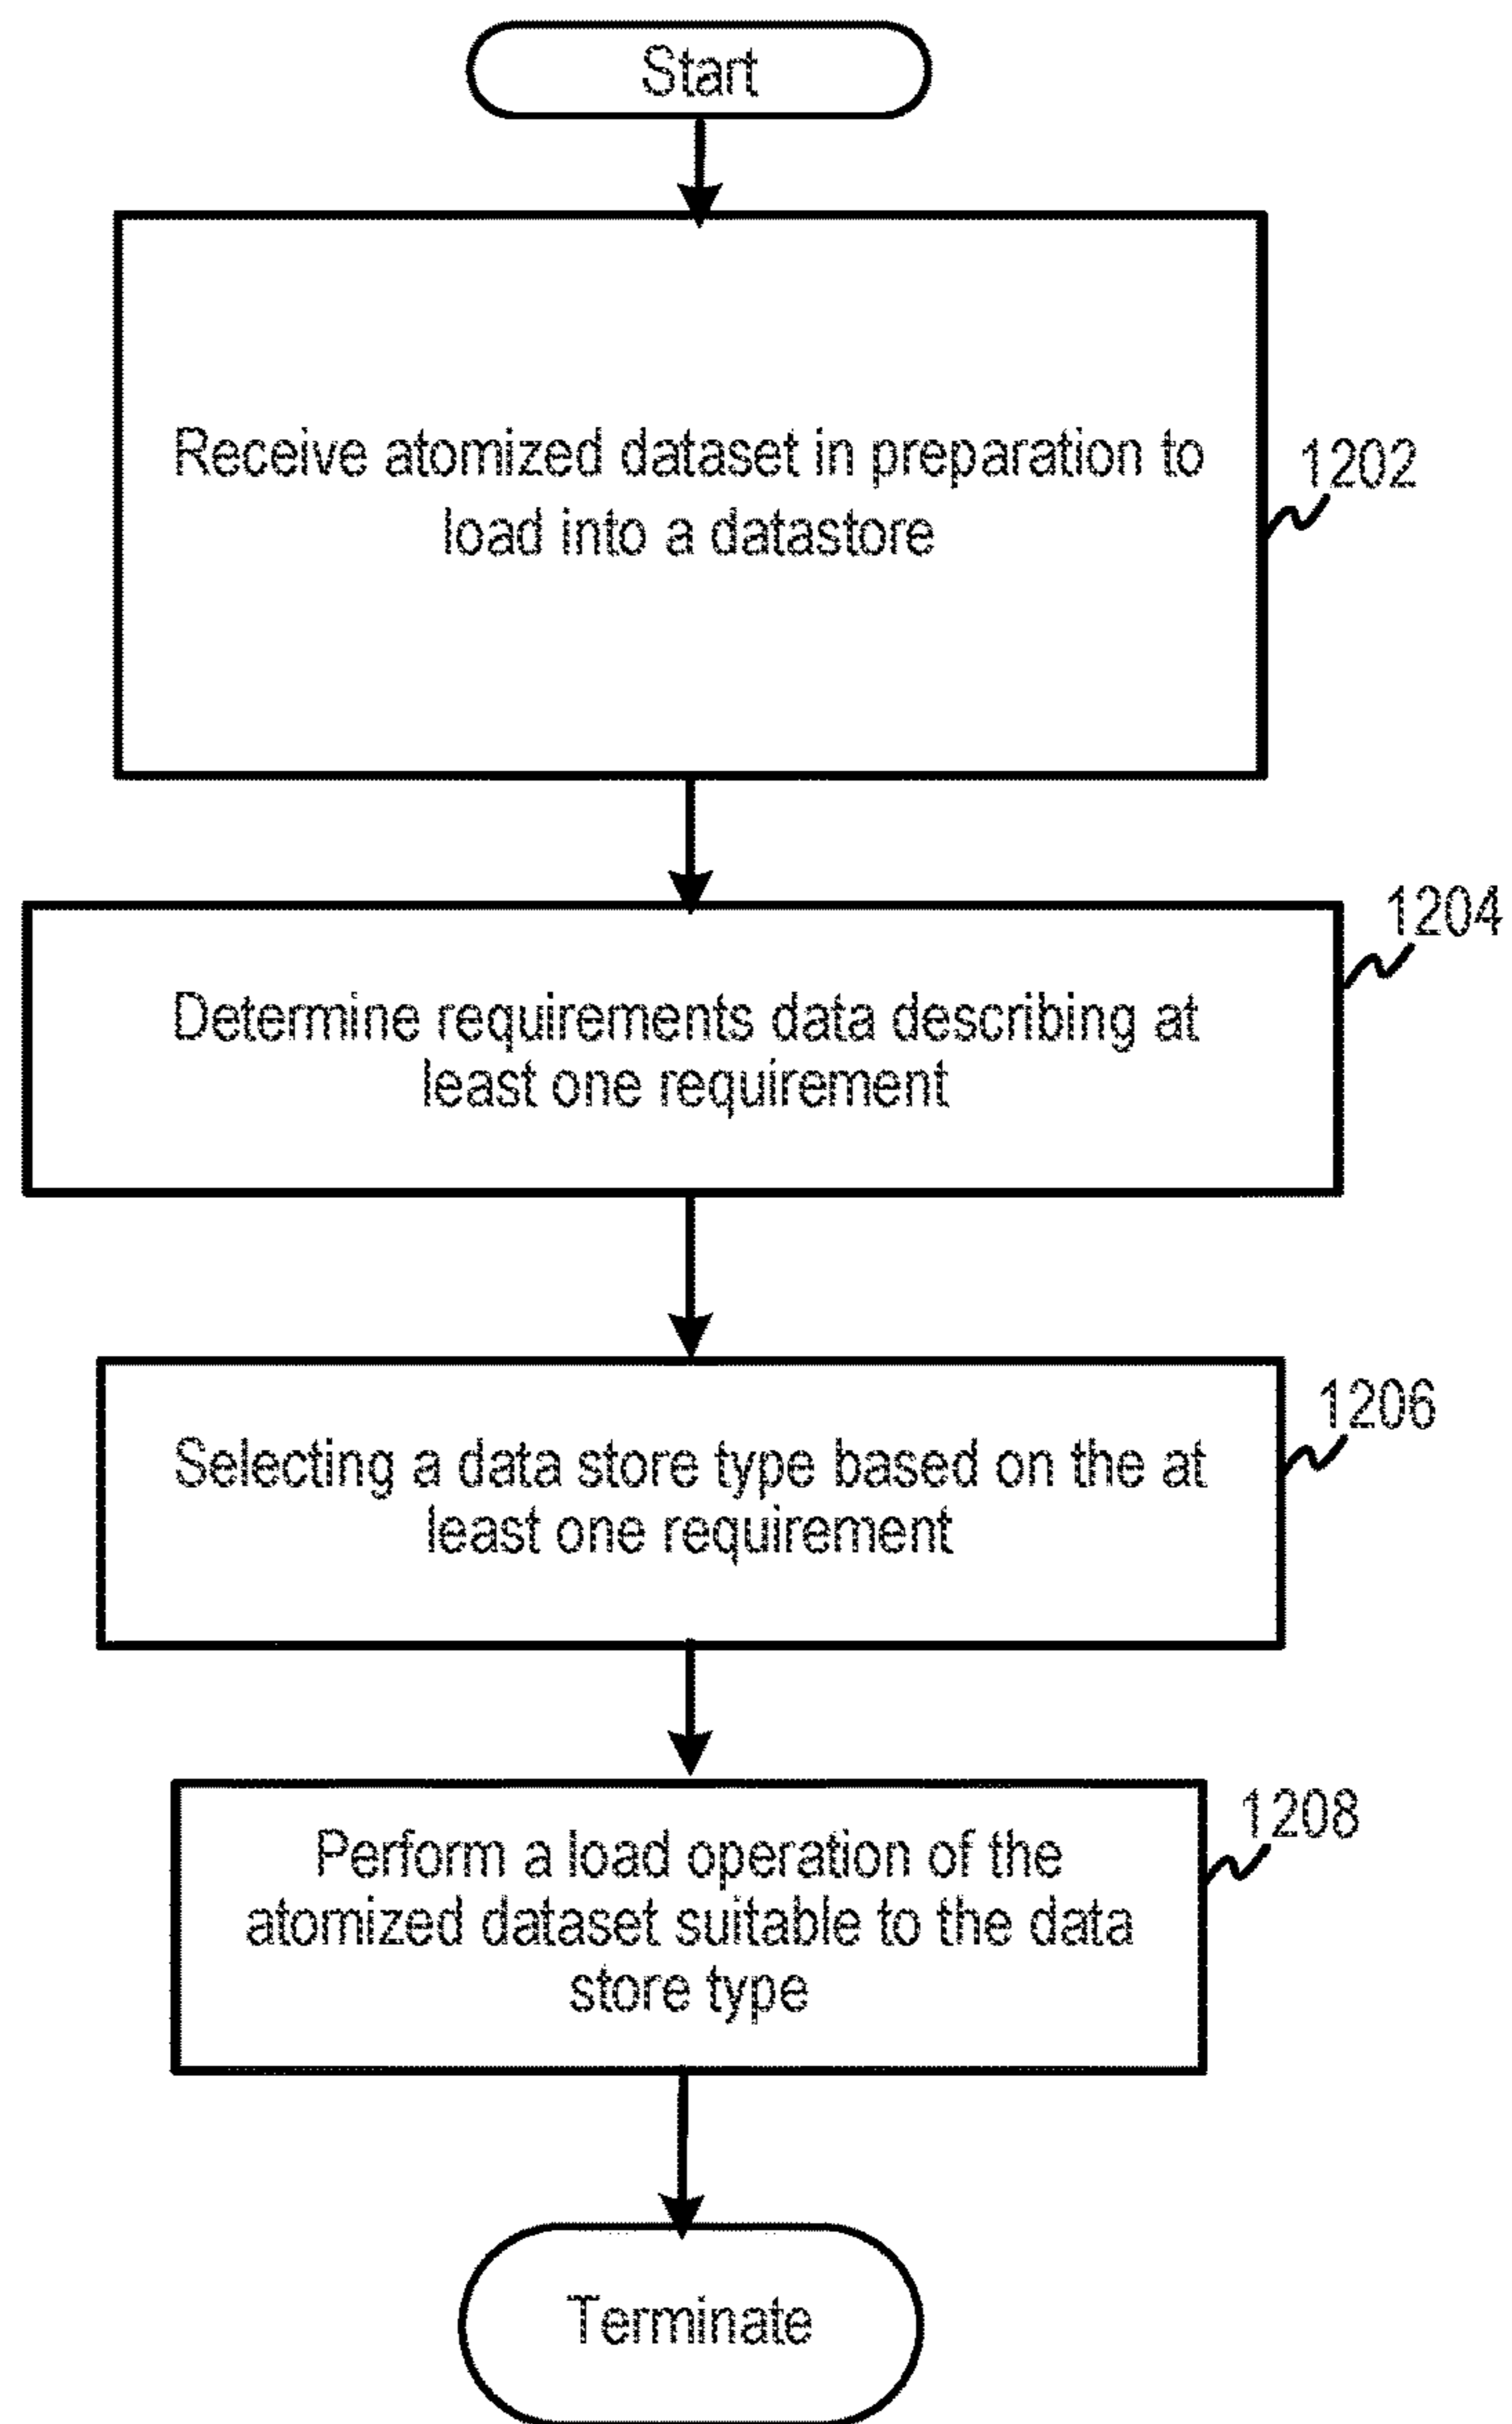 Start
Receive atomized dataset in preparation to
load into a datastore
1202
1204
Determine requirements data describing at
least one requirement
1206
Selecting a data store type based on the at
least one requirement
1208
Perform a load operation of the
atomized dataset suitable to the data
store type
Terminate